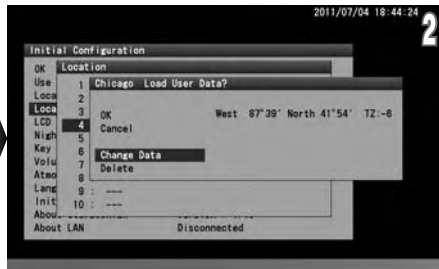 2011/07/04 18:44:24
2
Initial Configuration
OK Location
Use 1 Chicago Load User Data?
Loca 2
Loca 3 OK West 87°39' North 41°54' TZ:-6
LCD 4 Cancel
Nigh 5
Key 6 Change Data
Volu 7 Delete
Atmo 8
Lang 9 : ---
Init 10 : ---
About LAN Disconnected